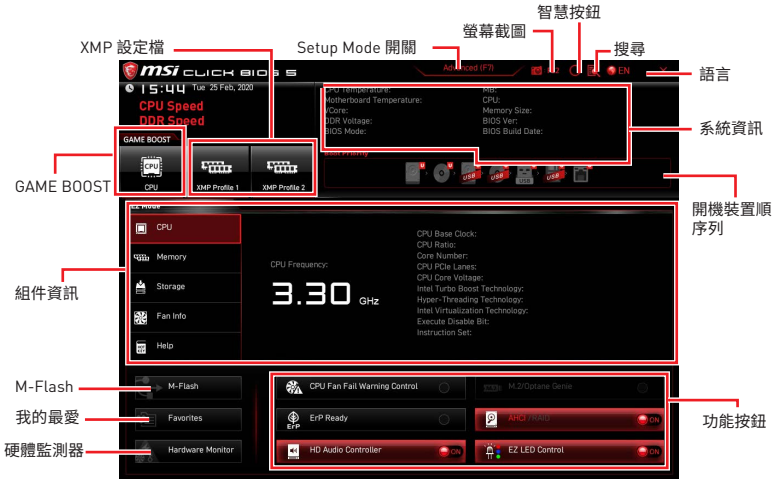 智慧按鈕
螢幕截圖
XMP 設定檔
Setup Mode 開關
搜尋
語言
系統資訊
開機裝置順
序列
GAME BOOST
組件資訊
M-Flash
我的最愛
硬體監測器
功能按鈕
msi CLICK BIOS 5
Advanced (F7)
F12
EN
X
15:44 Tue 25 Feb, 2020
CPU Speed
DDR Speed
CPU Temperature:
Motherboard Temperature:
VCore:
DDR Voltage:
BIOS Mode:
MB:
CPU:
Memory Size:
BIOS Ver:
BIOS Build Date:
GAME BOOST
CPU
CPU
XMP Profile 1
XMP Profile 2
Boot Priority
U
U
U
USB
U
USB
U
USB
U
USB
U
EZ Mode
CPU
Memory
Storage
Fan Info
Help
CPU Frequency:
3.30 GHz
CPU Base Clock:
CPU Ratio:
Core Number:
CPU PCIe Lanes:
CPU Core Voltage:
Intel Turbo Boost Technology:
Hyper-Threading Technology:
Intel Virtualization Technology:
Execute Disable Bit:
Instruction Set:
M-Flash
Favorites
Hardware Monitor
CPU Fan Fail Warning Control
M.2/Optane Genie
ErP
ErP Ready
AHCI /RAID
ON
HD Audio Controller
ON
EZ LED Control
ON